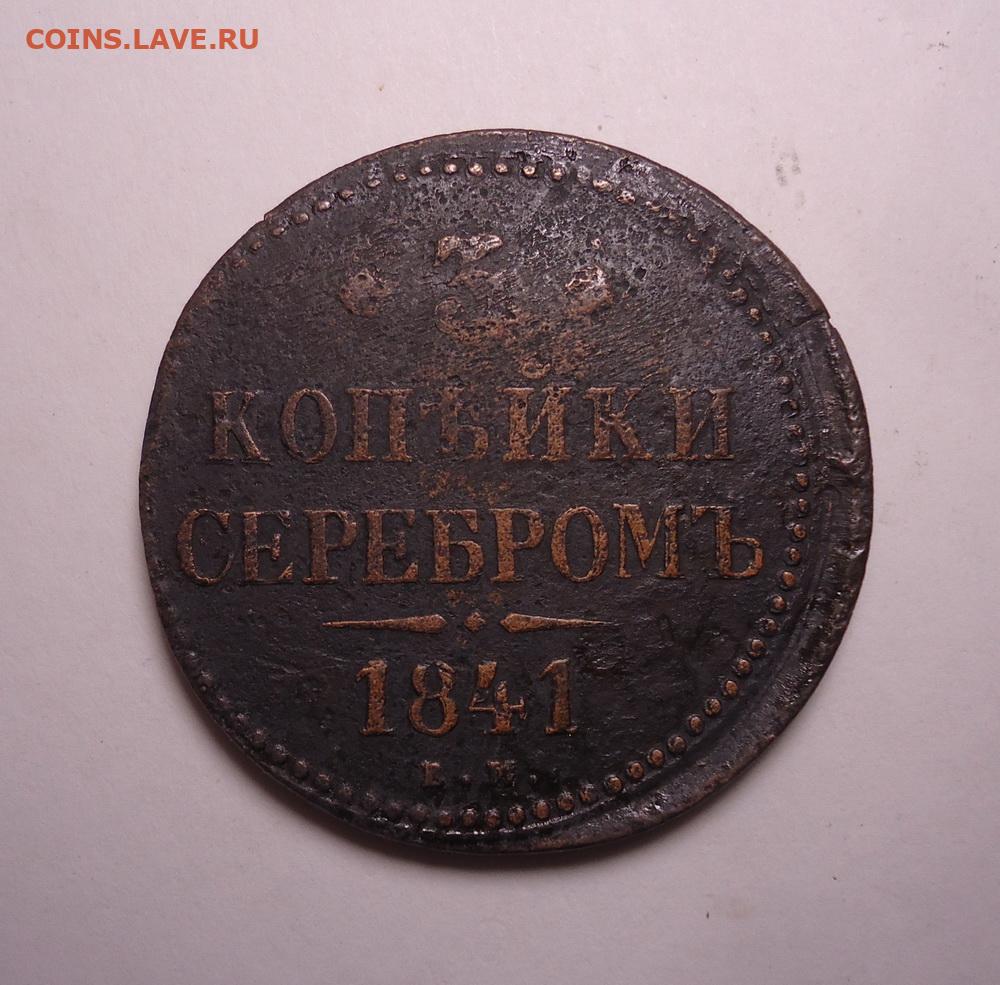 COINS.LAVE.RU
3
КОПѢЙКИ
СЕРЕБРОМЪ
1841
Е.М.